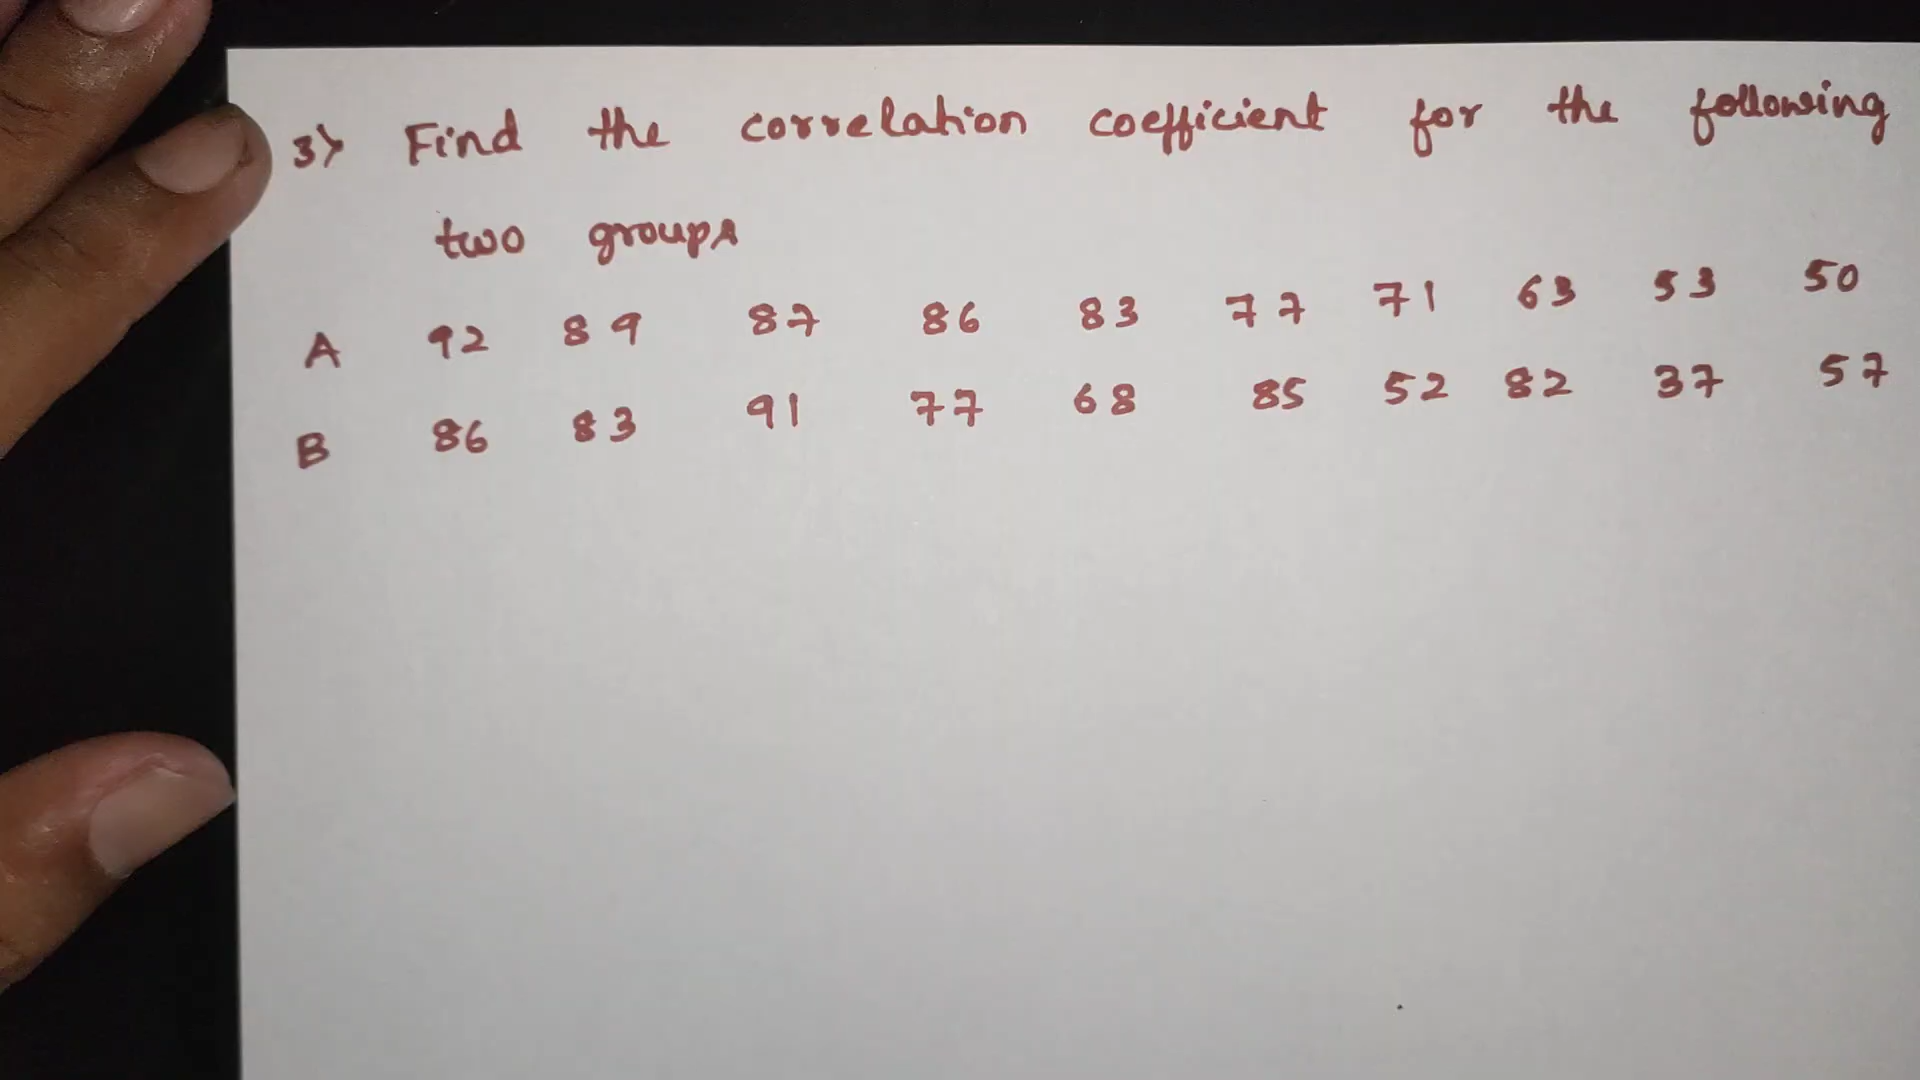 3) Find the correlation coefficient for the following
two groups
A 92 89 87 86 83 77 71 63 53 50
B 86 83 91 77 68 85 52 82 37 57